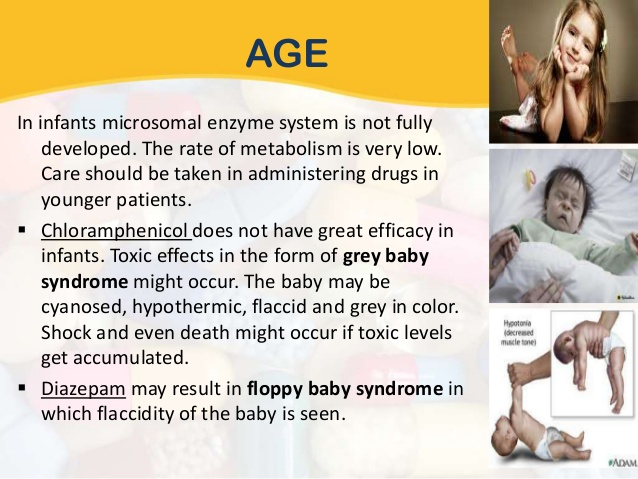 AGE
In infants microsomal enzyme system is not fully
developed. The rate of metabolism is very low.
Care should be taken in administering drugs in
younger patients.
▪ Chloramphenicol does not have great efficacy in
infants. Toxic effects in the form of grey baby
syndrome might occur. The baby may be
cyanosed, hypothermic, flaccid and grey in color.
Shock and even death might occur if toxic levels
get accumulated.
▪ Diazepam may result in floppy baby syndrome in
which flaccidity of the baby is seen.
Hypotonia
(decreased
muscle tone)
ADAM.